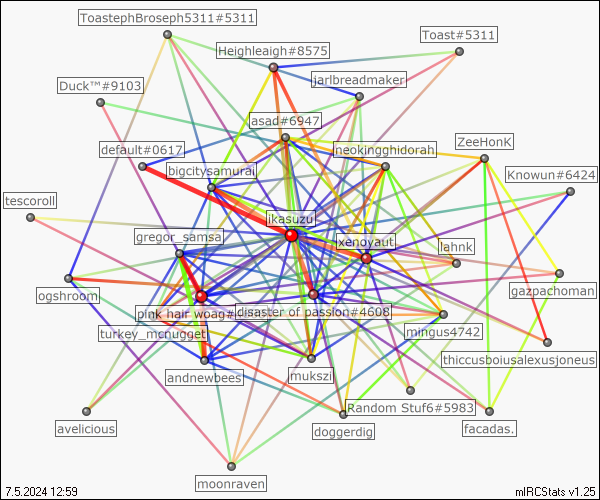 ToastephBroseph5311#5311
Toast#5311
Heighleigh#8575
jarlbreadmaker
Duck™#9103
asad#6947
default#0617
neokingghidorah
ZeeHonK
bigcitysamurai
Knowun#6424
tescoroll
ikasuzu
gregor_samsa
xenoyaut
lahnk
ogshroom
gazpachoman
pink hair woag#
disaster of passion#4608
turkey_mcnugget
mingus4742
thiccusboiusalexusjoneus
andnewbees
mukszi
Random Stuf6#5983
avelicious
doggerdig
facadas.
moonraven
7.5.2024 12:59
mIRCStats v1.25